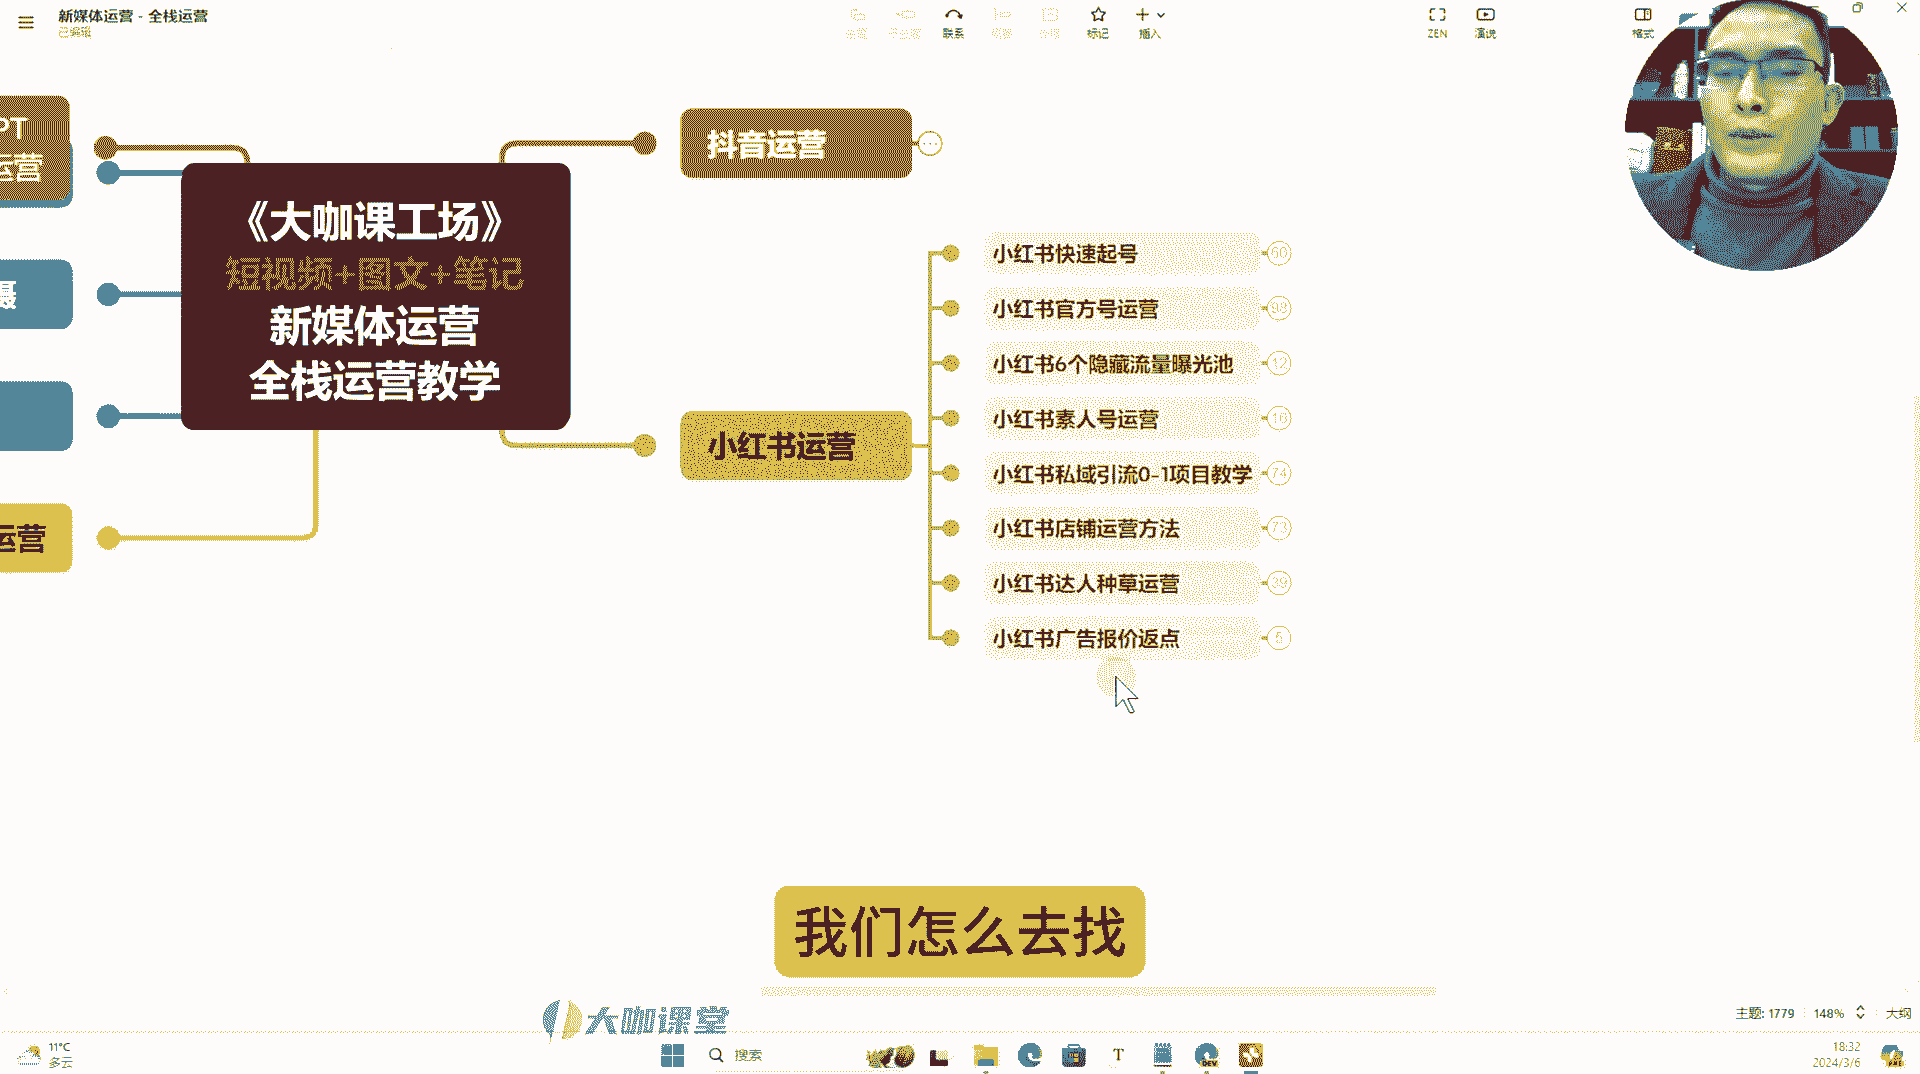 新媒体运营 - 全栈运营
已编辑
联系
标记
插入
ZEN
演说
格式
PT
运营
摄
运营
《大咖课工场》
短视频+图文+笔记
新媒体运营
全栈运营教学
抖音运营
小红书运营
小红书快速起号
60
小红书官方号运营
98
小红书6个隐藏流量曝光池
12
小红书素人号运营
16
小红书私域引流0-1项目教学
74
小红书店铺运营方法
73
小红书达人种草运营
39
小红书广告报价返点
5
我们怎么去找
大咖课堂
主题: 1779
148%
大纲
11°C
多云
搜索
T
DEV
18:32
2024/3/6
PRE